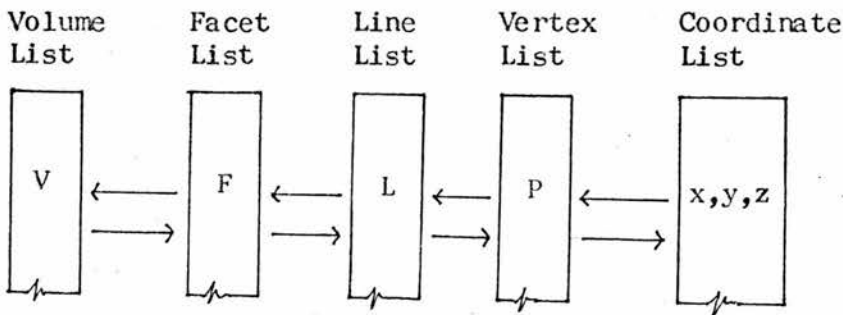 Volume List
Facet List
Line List
Vertex List
Coordinate List
V
F
L
P
x,y,z